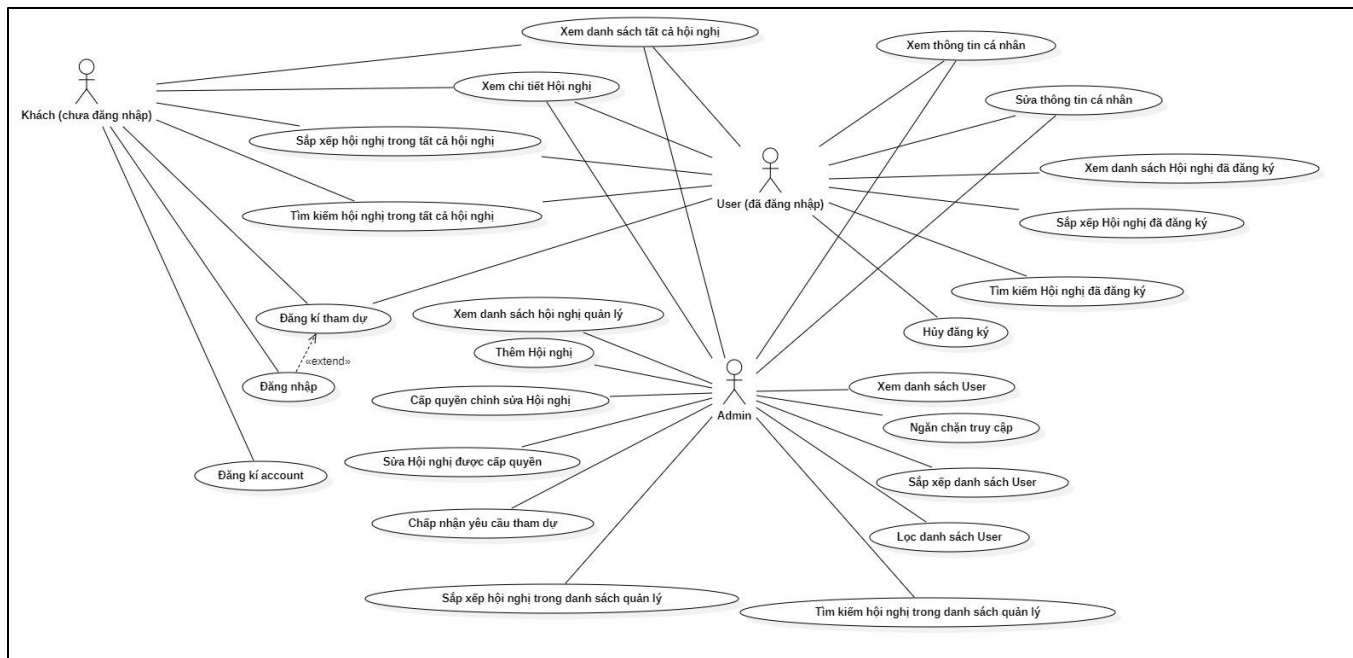 Xem danh sách tất cả hội nghị
Xem thông tin cá nhân
Xem chi tiết Hội nghị
Sửa thông tin cá nhân
Khách (chưa đăng nhập)
Sắp xếp hội nghị trong tất cả hội nghị
Xem danh sách Hội nghị đã đăng ký
User (đã đăng nhập)
Tìm kiếm hội nghị trong tất cả hội nghị
Sắp xếp Hội nghị đã đăng ký
Tìm kiếm Hội nghị đã đăng ký
Đăng kí tham dự
Xem danh sách hội nghị quản lý
Hủy đăng ký
Thêm Hội nghị
«extend»
Đăng nhập
Xem danh sách User
Cấp quyền chỉnh sửa Hội nghị
Admin
Ngăn chặn truy cập
Sửa Hội nghị được cấp quyền
Đăng kí account
Sắp xếp danh sách User
Chấp nhận yêu cầu tham dự
Lọc danh sách User
Sắp xếp hội nghị trong danh sách quản lý
Tìm kiếm hội nghị trong danh sách quản lý